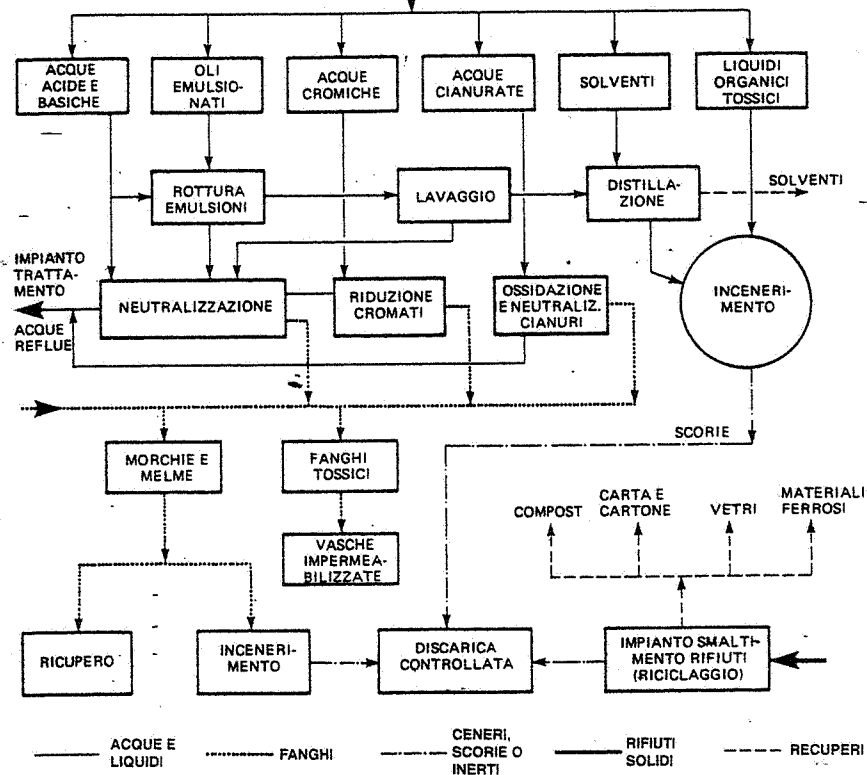 ACQUE
ACIDE E
BASICHE
OLI
EMULSIO-
NATI
ACQUE
CROMICHE
ACQUE
CIANURATE
SOLVENTI
LIQUIDI
ORGANICI
TOSSICI
ROTTURA
EMULSIONI
LAVAGGIO
DISTILLA-
ZIONE
SOLVENTI
IMPIANTO
TRATTA-
MENTO
ACQUE
REFLUE
NEUTRALIZZAZIONE
RIDUZIONE
CROMATI
OSSIDAZIONE
E NEUTRALIZ.
CIANURI
INCENERI-
MENTO
SCORIE
MORCHIE E
MELME
FANGHI
TOSSICI
VASCHE
IMPERMEA-
BILIZZATE
COMPOST
CARTA E
CARTONE
VETRI
MATERIALI
FERROSI
RICUPERO
INCENERI-
MENTO
DISCARICA
CONTROLLATA
IMPIANTO SMALTI-
MENTO RIFIUTI
(RICICLAGGIO)
ACQUE E
LIQUIDI
FANGHI
CENERI,
SCORIE O
INERTI
RIFIUTI
SOLIDI
RECUPERI